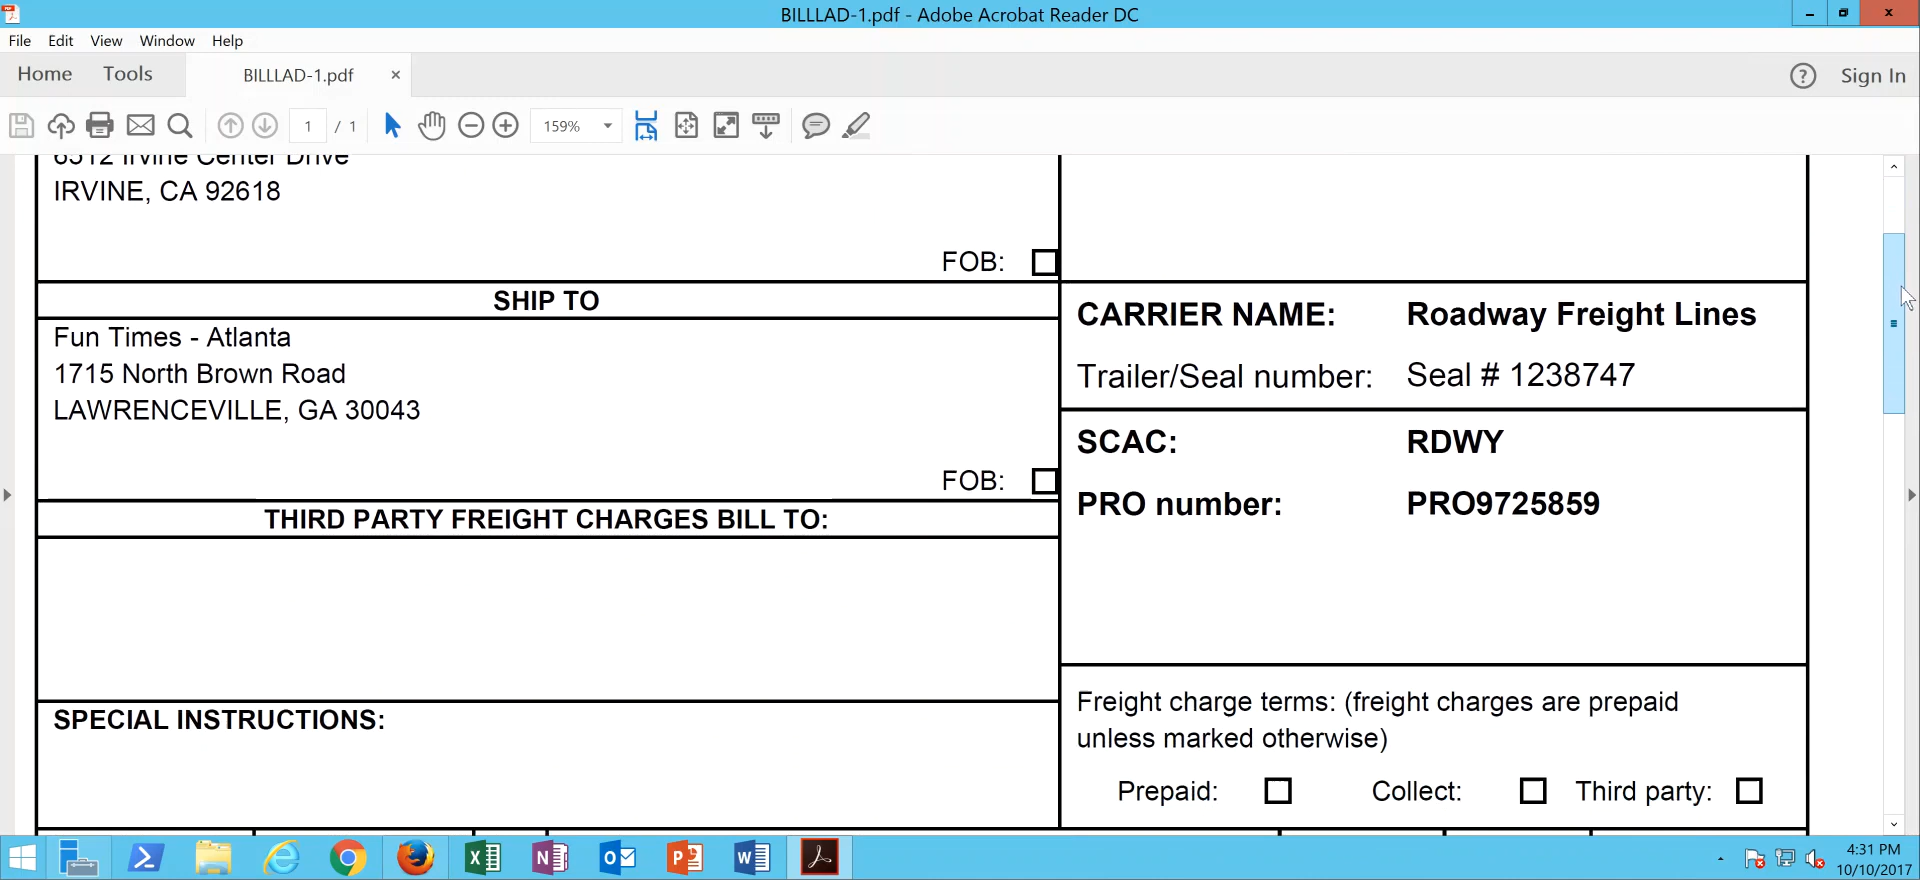 BILLLAD-1.pdf - Adobe Acrobat Reader DC
File Edit View Window Help
Home Tools BILLLAD-1.pdf × ? Sign In
1 / 1 159%
6512 Irvine Center Drive
IRVINE, CA 92618
FOB:
SHIP TO
Fun Times - Atlanta
1715 North Brown Road
LAWRENCEVILLE, GA 30043
FOB:
THIRD PARTY FREIGHT CHARGES BILL TO:
SPECIAL INSTRUCTIONS:
CARRIER NAME: Roadway Freight Lines
Trailer/Seal number: Seal # 1238747
SCAC: RDWY
PRO number: PRO9725859
Freight charge terms: (freight charges are prepaid
unless marked otherwise)
Prepaid: Collect: Third party:
4:31 PM
10/10/2017